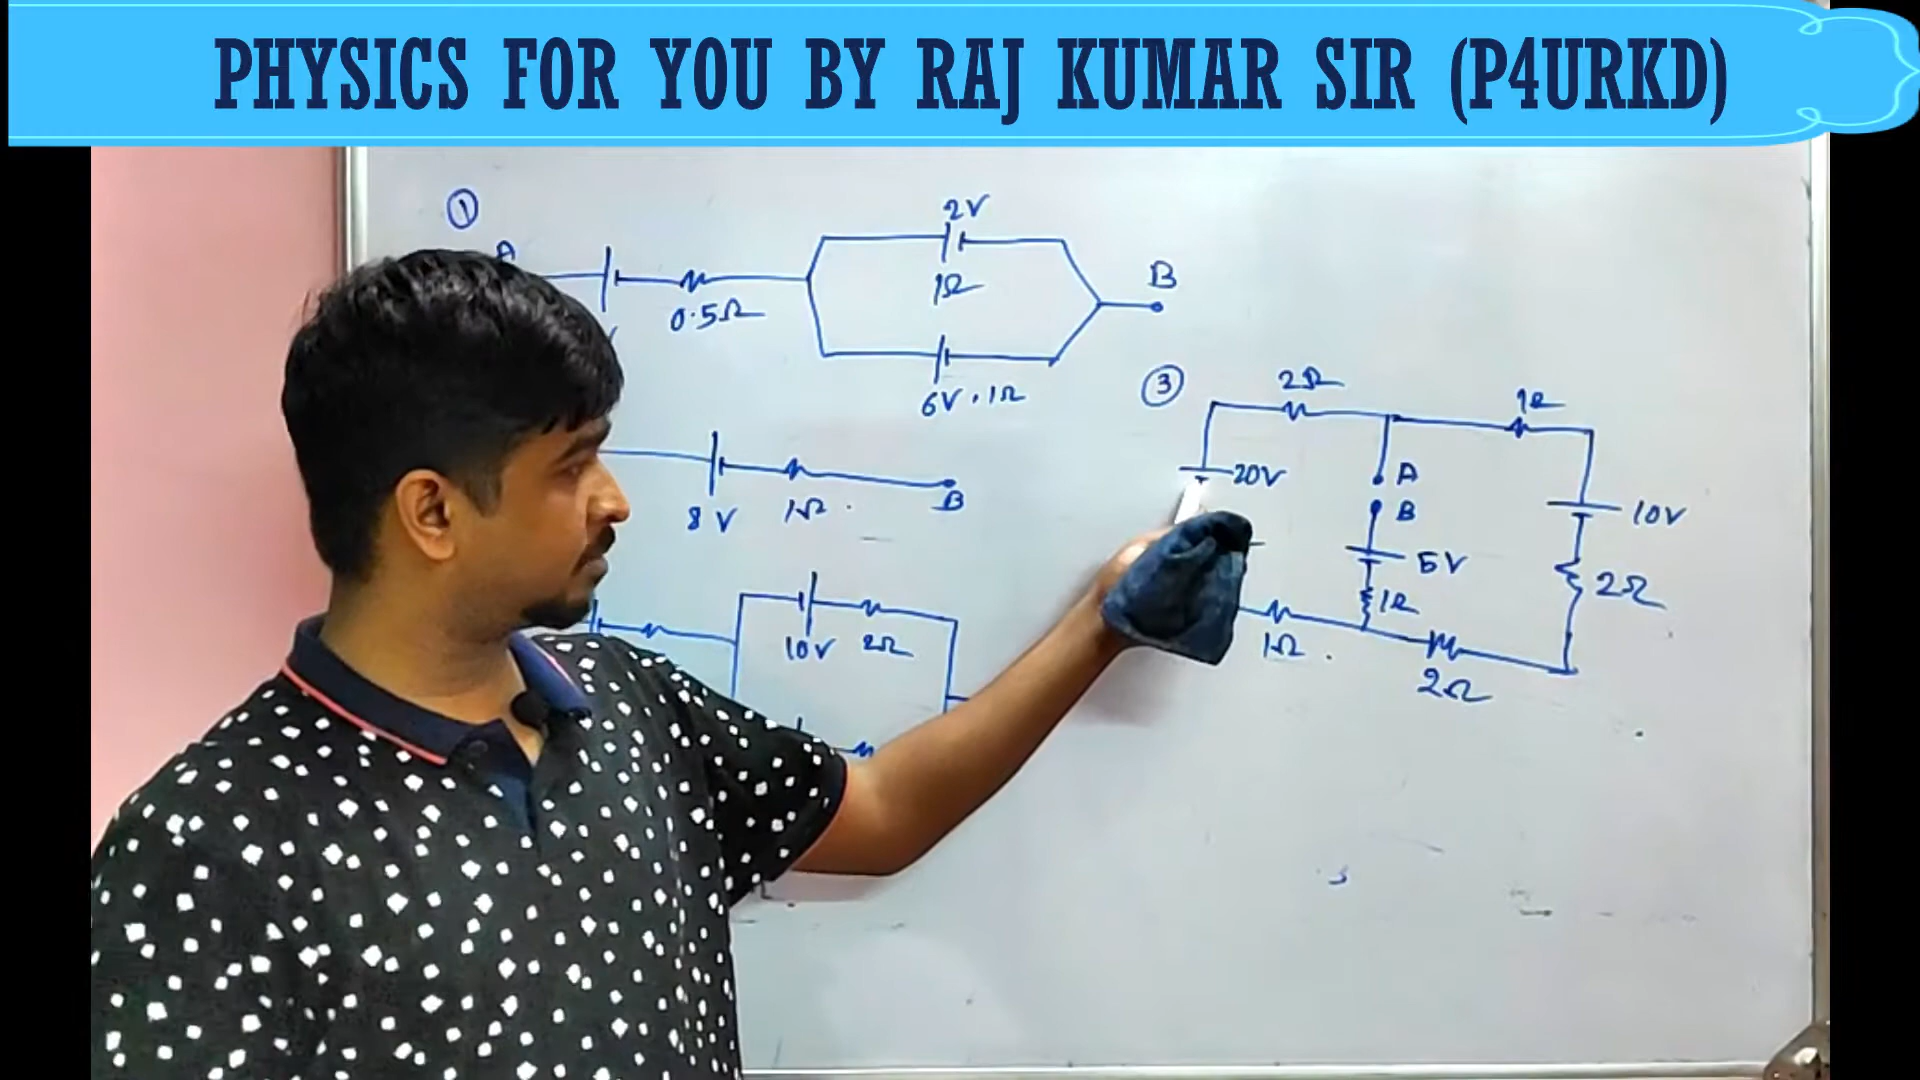 PHYSICS FOR YOU BY RAJ KUMAR SIR (P4URKD)
①
A
0.5Ω
2V
1Ω
6V, 1Ω
B
8V
1Ω
B
10V 2Ω
③
2Ω
1Ω
20V
A
B
5V
1Ω
10V
2Ω
1Ω
2Ω